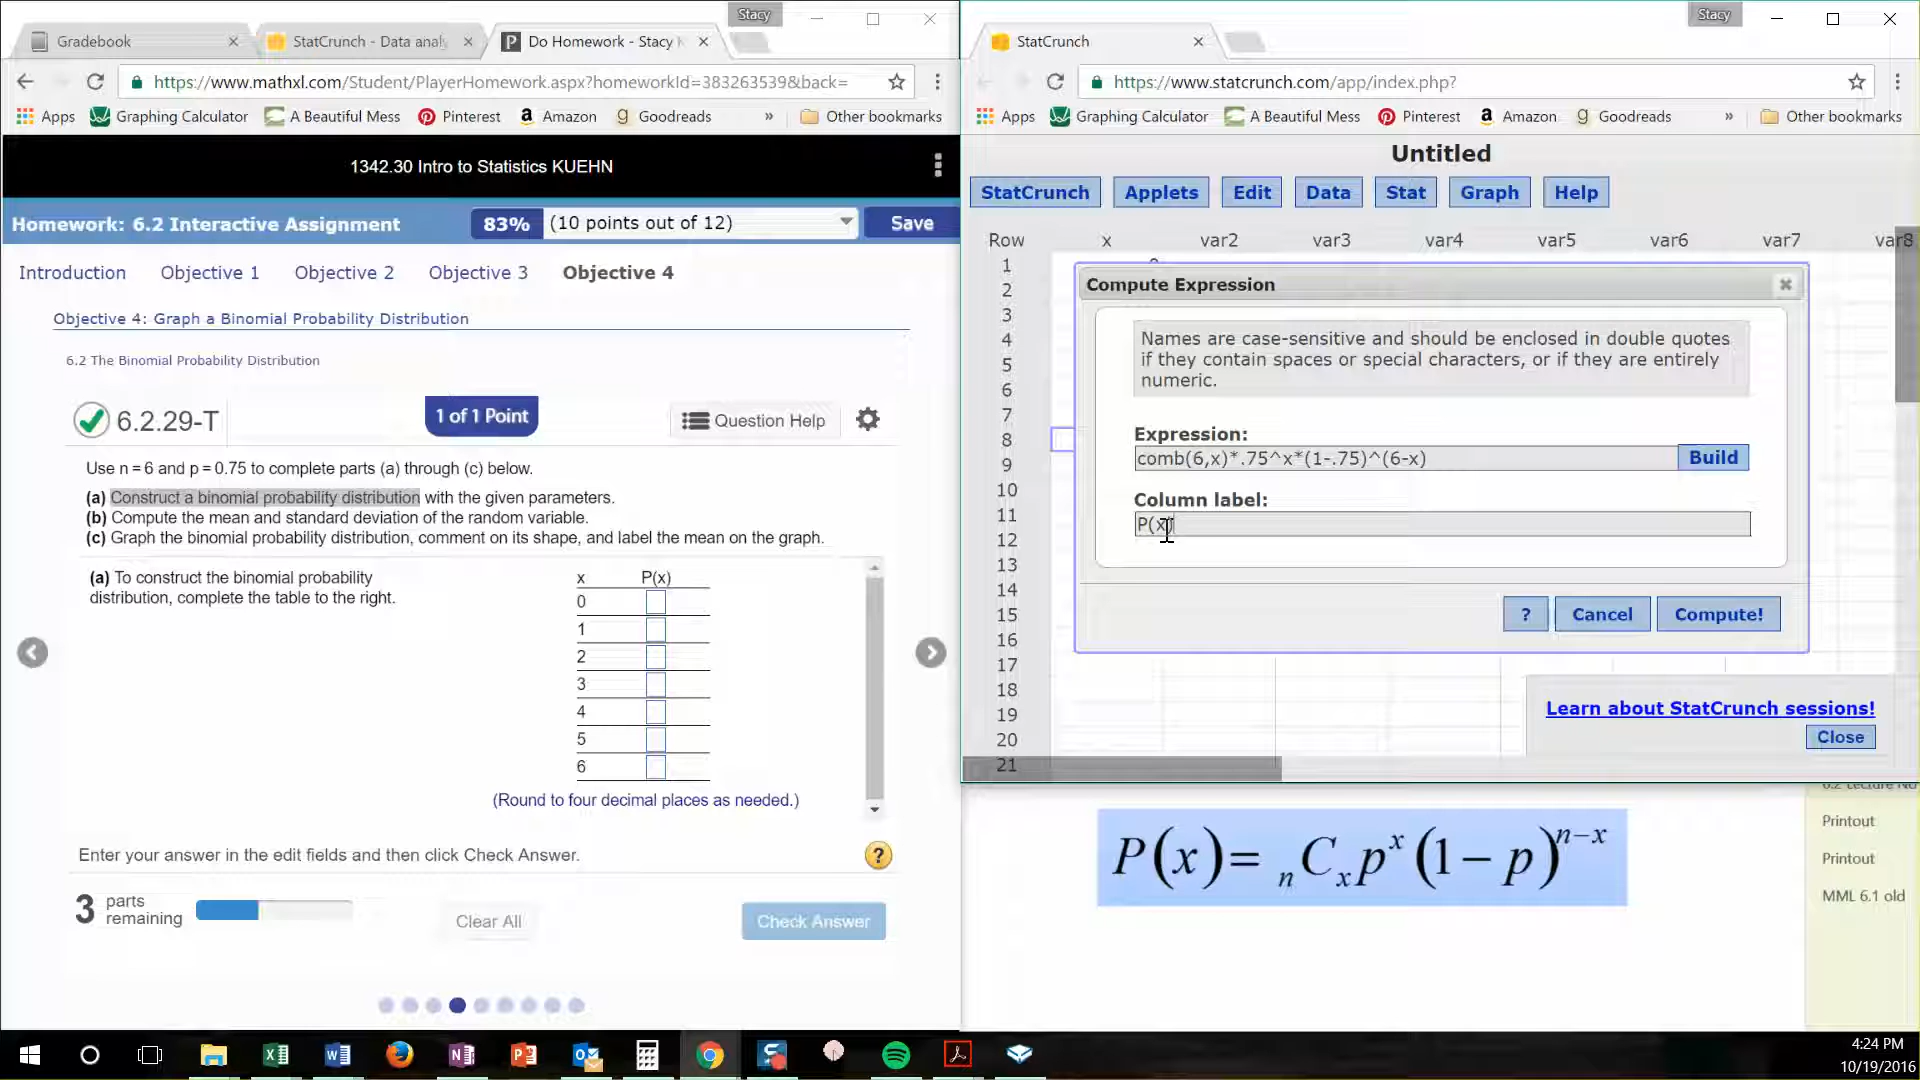 Stacy
Gradebook
StatCrunch - Data anal
Do Homework - Stacy
https://www.mathxl.com/Student/PlayerHomework.aspx?homeworkId=383263539&back=
Apps Graphing Calculator A Beautiful Mess Pinterest Amazon Goodreads » Other bookmarks
1342.30 Intro to Statistics KUEHN
Homework: 6.2 Interactive Assignment 83% (10 points out of 12) Save
Introduction Objective 1 Objective 2 Objective 3 Objective 4
Objective 4: Graph a Binomial Probability Distribution
6.2 The Binomial Probability Distribution
6.2.29-T 1 of 1 Point Question Help
Use n = 6 and p = 0.75 to complete parts (a) through (c) below.
(a) Construct a binomial probability distribution with the given parameters.
(b) Compute the mean and standard deviation of the random variable.
(c) Graph the binomial probability distribution, comment on its shape, and label the mean on the graph.
(a) To construct the binomial probability
distribution, complete the table to the right.
x P(x)
0
1
2
3
4
5
6
(Round to four decimal places as needed.)
Enter your answer in the edit fields and then click Check Answer.
?
3 parts
remaining
Clear All
Check Answer
Stacy
StatCrunch
https://www.statcrunch.com/app/index.php?
Apps Graphing Calculator A Beautiful Mess Pinterest Amazon Goodreads » Other bookmarks
Untitled
StatCrunch Applets Edit Data Stat Graph Help
Row x var2 var3 var4 var5 var6 var7 var8
1
2
3
4
5
6
7
8
9
10
11
12
13
14
15
16
17
18
19
20
21
Compute Expression
Names are case-sensitive and should be enclosed in double quotes
if they contain spaces or special characters, or if they are entirely
numeric.
Expression:
comb(6,x)*.75^x*(1-.75)^(6-x) Build
Column label:
P(x)
? Cancel Compute!
Learn about StatCrunch sessions!
Close
P(x)= nCx p^x (1−p)^n−x
Printout
Printout
MML 6.1 old
4:24 PM
10/19/2016